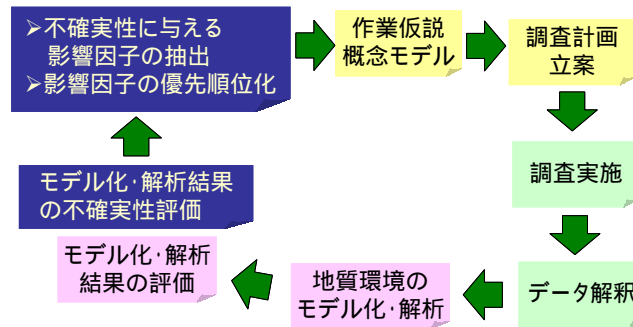 ➢不確実性に与える
影響因子の抽出
➢影響因子の優先順位化
作業仮説
概念モデル
調査計画
立案
調査実施
データ解釈
地質環境の
モデル化・解析
モデル化・解析
結果の評価
モデル化・解析結果
の不確実性評価